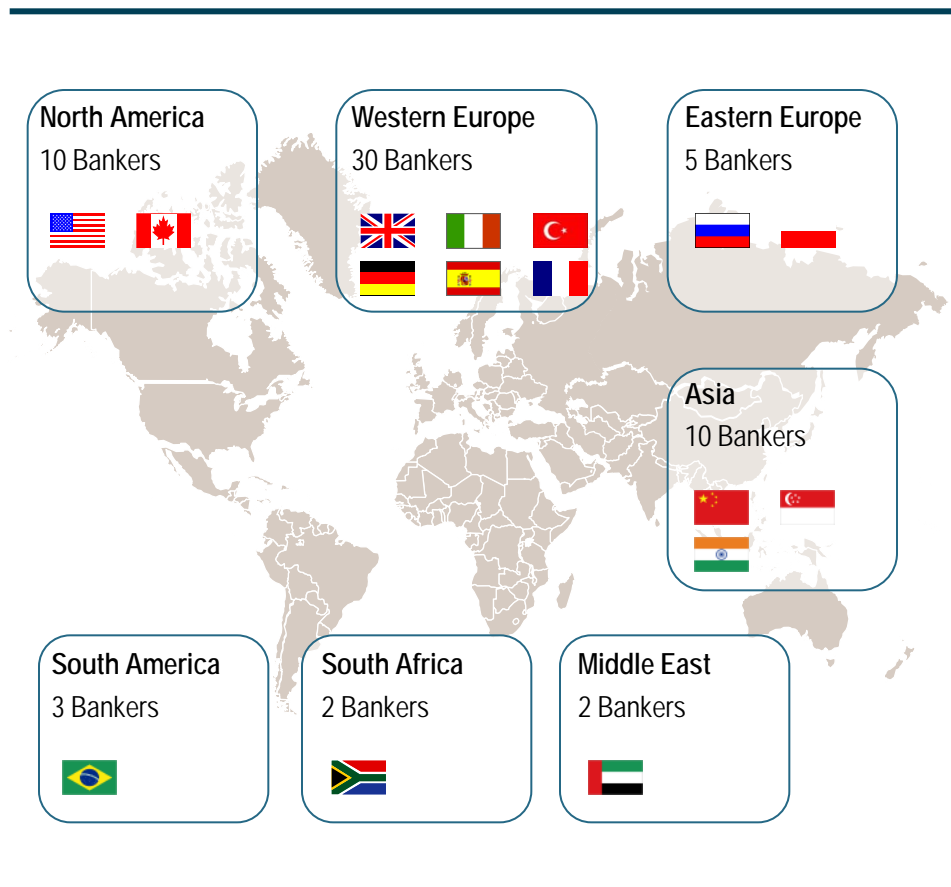 North America
10 Bankers
Western Europe
30 Bankers
Eastern Europe
5 Bankers
Asia
10 Bankers
South America
3 Bankers
South Africa
2 Bankers
Middle East
2 Bankers